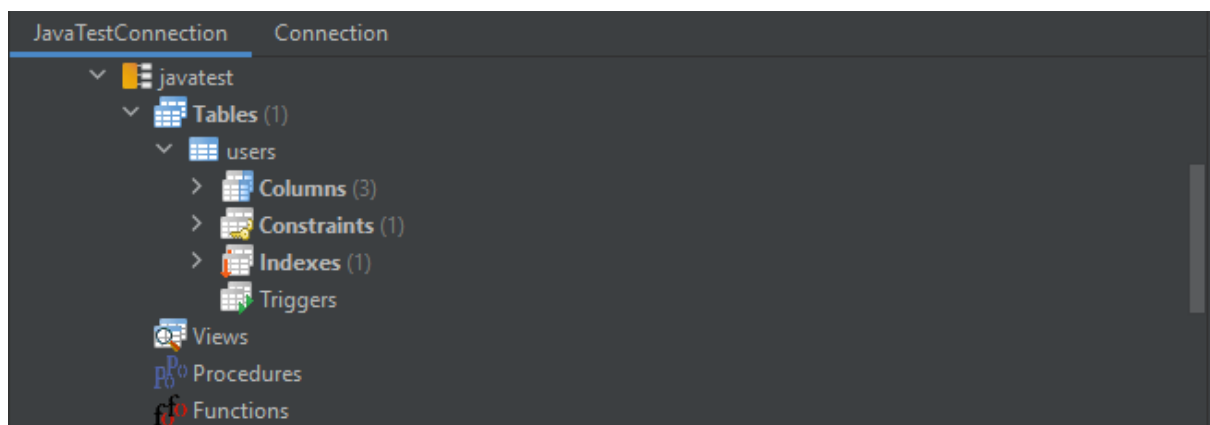 JavaTestConnection Connection
javatest
Tables (1)
users
Columns (3)
Constraints (1)
Indexes (1)
Triggers
Views
Procedures
Functions